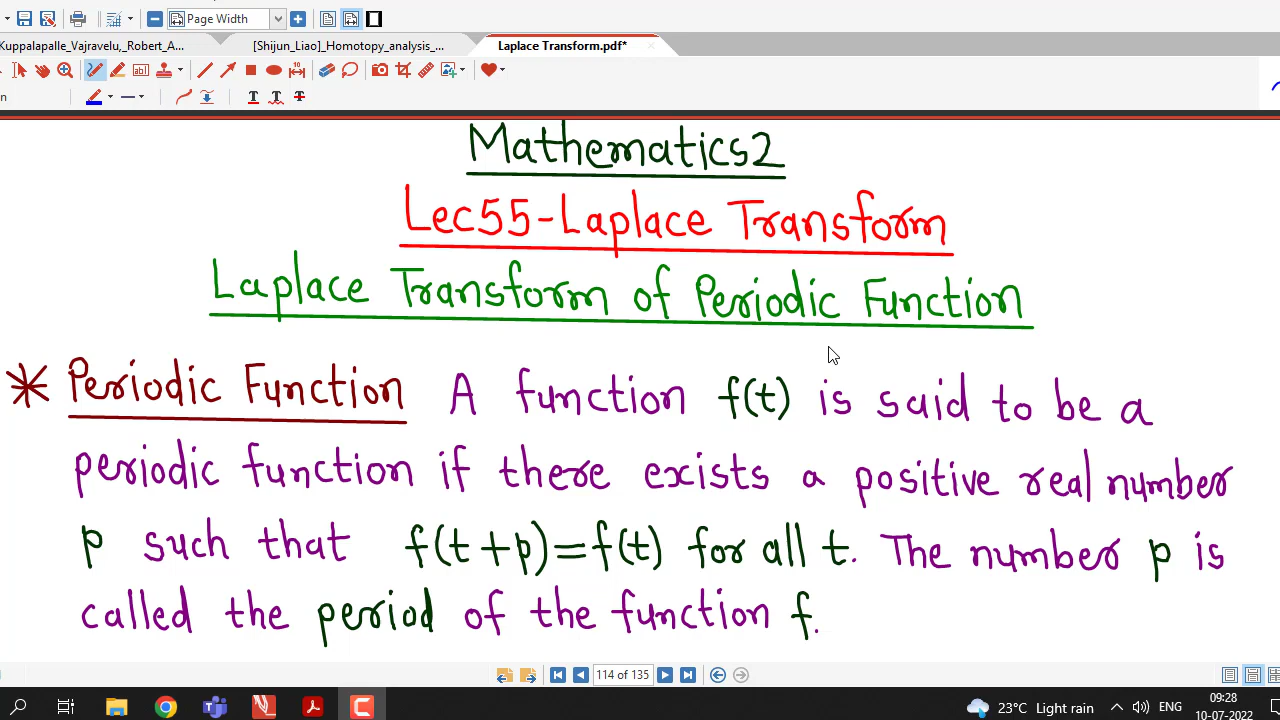 Page Width
Kuppalapalle_Vajravelu,_Robert_A...
[Shijun_Liao]_Homotopy_analysis_...
Laplace Transform.pdf*
Mathematics2
Lec55-Laplace Transform
Laplace Transform of Periodic Function
* Periodic Function A function f(t) is said to be a
periodic function if there exists a positive real number
p such that f(t+p)=f(t) for all t. The number p is
called the period of the function f.
114 of 135
23°C Light rain
ENG
09:28
10-07-2022